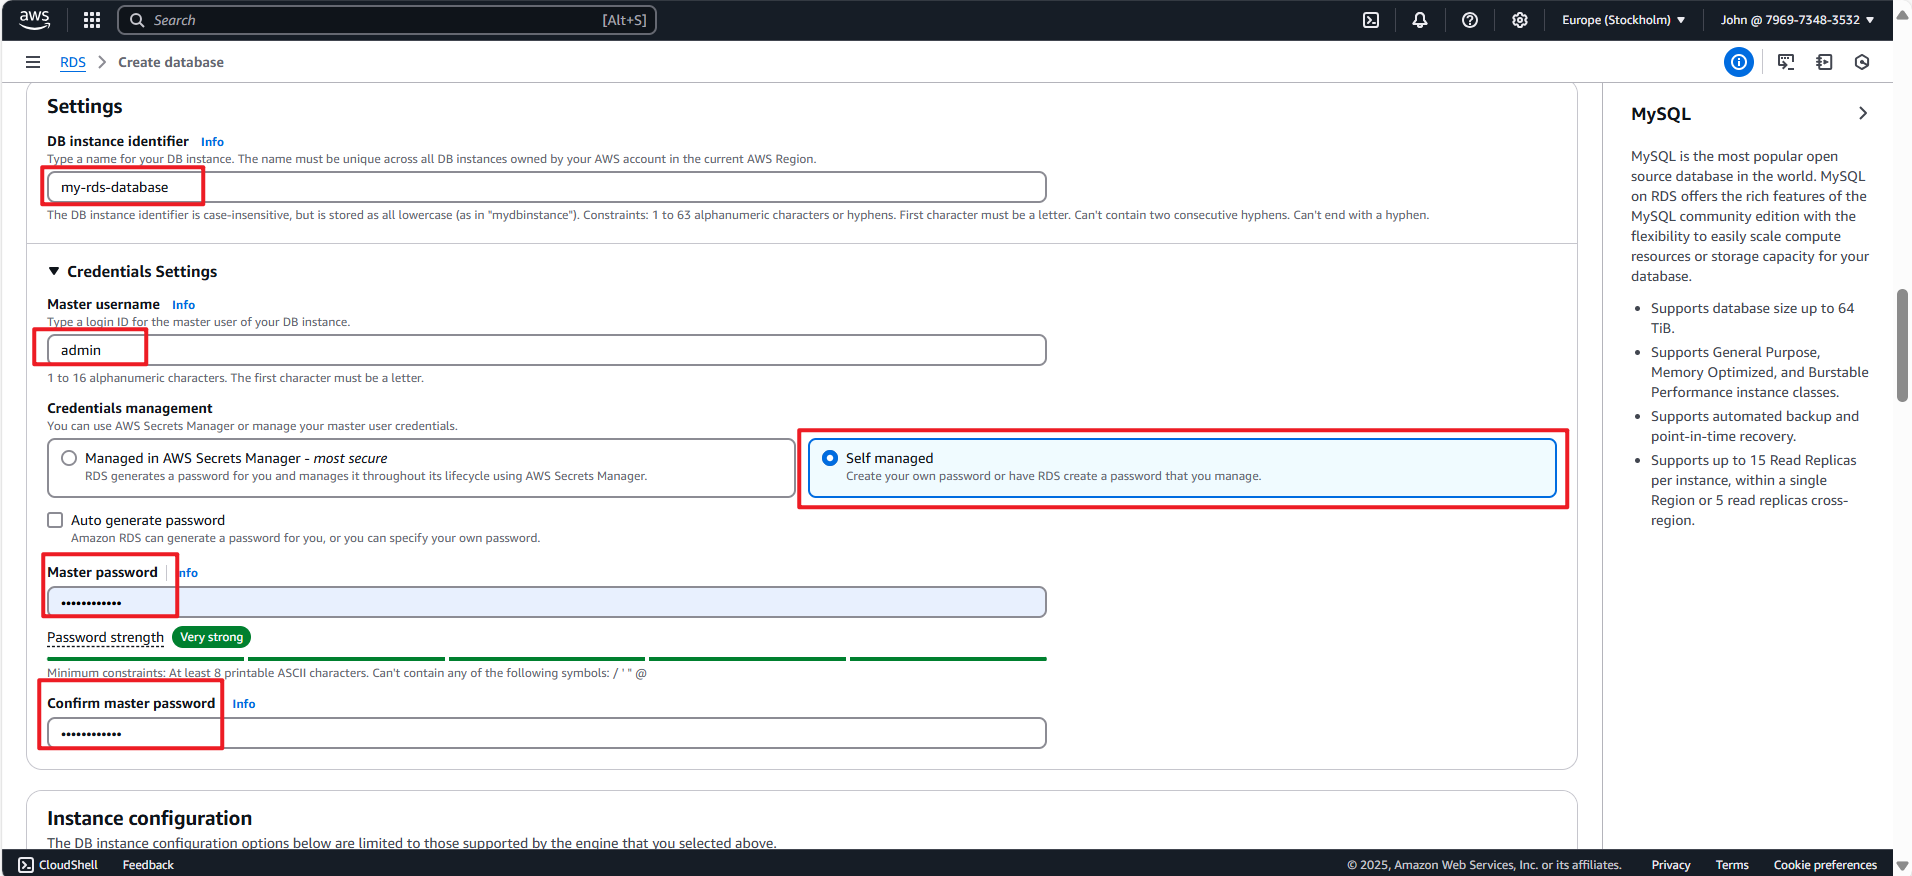 aws
Search [Alt+S]
Europe (Stockholm) ▼
John @ 7969-7348-3532 ▼
RDS > Create database
Settings
DB instance identifier Info
Type a name for your DB instance. The name must be unique across all DB instances owned by your AWS account in the current AWS Region.
my-rds-database
The DB instance identifier is case-insensitive, but is stored as all lowercase (as in "mydbinstance"). Constraints: 1 to 63 alphanumeric characters or hyphens. First character must be a letter. Can't contain two consecutive hyphens. Can't end with a hyphen.
▼ Credentials Settings
Master username Info
Type a login ID for the master user of your DB instance.
admin
1 to 16 alphanumeric characters. The first character must be a letter.
Credentials management
You can use AWS Secrets Manager or manage your master user credentials.
Managed in AWS Secrets Manager - most secure
RDS generates a password for you and manages it throughout its lifecycle using AWS Secrets Manager.
Self managed
Create your own password or have RDS create a password that you manage.
Auto generate password
Amazon RDS can generate a password for you, or you can specify your own password.
Master password Info
••••••••••••
Password strength Very strong
Minimum constraints: At least 8 printable ASCII characters. Can't contain any of the following symbols: / ' " @
Confirm master password Info
••••••••••••
Instance configuration
The DB instance configuration options below are limited to those supported by the engine that you selected above.
MySQL
MySQL is the most popular open
source database in the world. MySQL
on RDS offers the rich features of the
MySQL community edition with the
flexibility to easily scale compute
resources or storage capacity for your
database.
• Supports database size up to 64
TiB.
• Supports General Purpose,
Memory Optimized, and Burstable
Performance instance classes.
• Supports automated backup and
point-in-time recovery.
• Supports up to 15 Read Replicas
per instance, within a single
Region or 5 read replicas cross-
region.
CloudShell Feedback
© 2025, Amazon Web Services, Inc. or its affiliates. Privacy Terms Cookie preferences